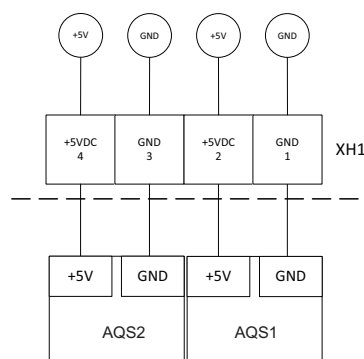 +5V GND +5V GND
+5VDC GND +5VDC GND
4 3 2 1
XH1
+5V GND +5V GND
AQS2 AQS1